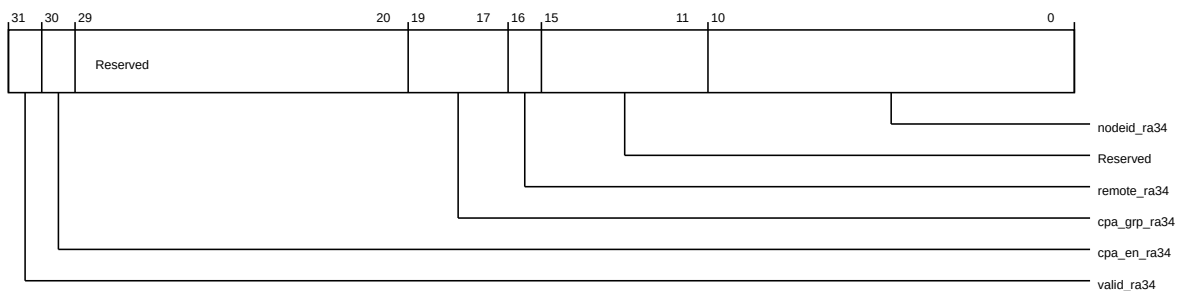 31 30 29 20 19 17 16 15 11 10 0
Reserved
nodeid_ra34
Reserved
remote_ra34
cpa_grp_ra34
cpa_en_ra34
valid_ra34